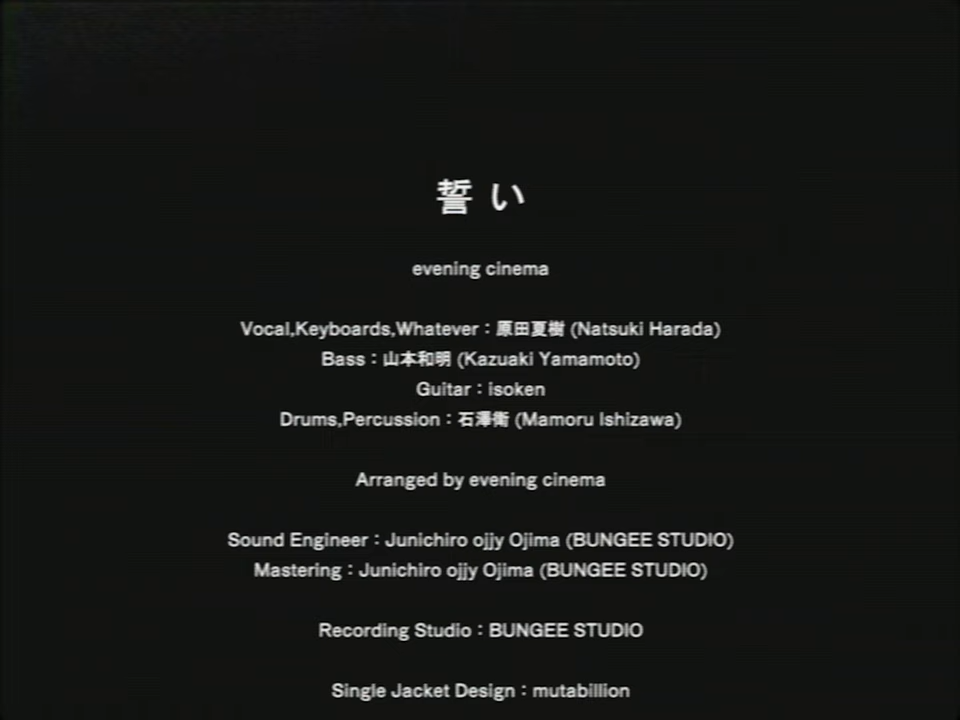 誓い
evening cinema
Vocal,Keyboards,Whatever：原田夏樹 (Natsuki Harada)
Bass：山本和明 (Kazuaki Yamamoto)
Guitar：isoken
Drums,Percussion：石澤衛 (Mamoru Ishizawa)
Arranged by evening cinema
Sound Engineer：Junichiro ojjy Ojima (BUNGEE STUDIO)
Mastering：Junichiro ojjy Ojima (BUNGEE STUDIO)
Recording Studio：BUNGEE STUDIO
Single Jacket Design：mutabillion